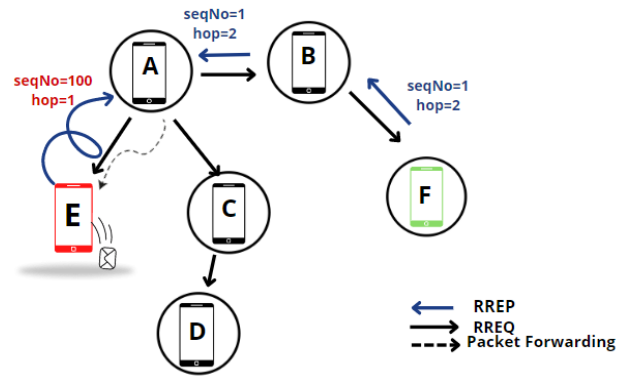 seqNo=1
hop=2
A
B
seqNo=100
hop=1
seqNo=1
hop=2
E
C
F
D
RREP
RREQ
Packet Forwarding